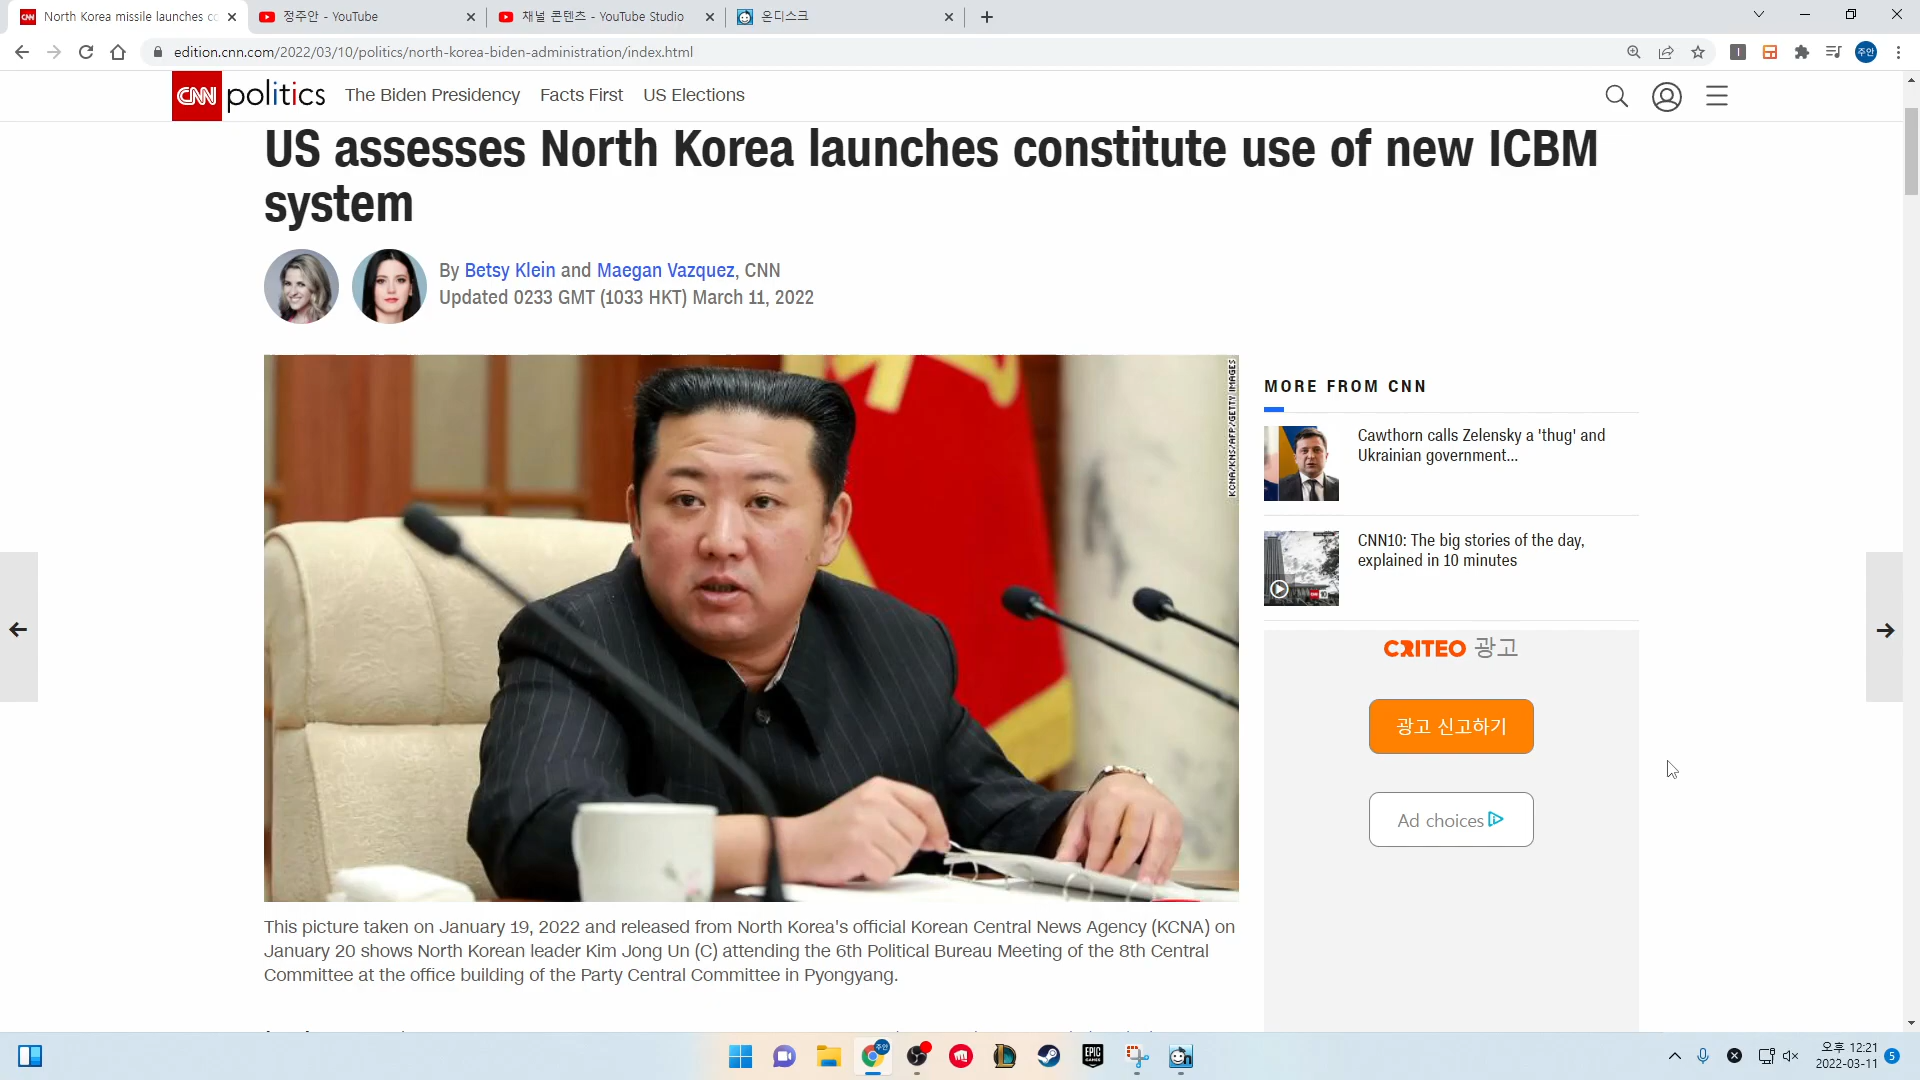 North Korea missile launches co
정주안 - YouTube
채널 콘텐츠 - YouTube Studio
온디스크
edition.cnn.com/2022/03/10/politics/north-korea-biden-administration/index.html
주안
CNN politics The Biden Presidency Facts First US Elections
US assesses North Korea launches constitute use of new ICBM
system
By Betsy Klein and Maegan Vazquez, CNN
Updated 0233 GMT (1033 HKT) March 11, 2022
KCNA/KNS/AFP/GETTY IMAGES
MORE FROM CNN
Cawthorn calls Zelensky a 'thug' and
Ukrainian government...
CNN10: The big stories of the day,
explained in 10 minutes
CRITEO 광고
광고 신고하기
Ad choices
This picture taken on January 19, 2022 and released from North Korea's official Korean Central News Agency (KCNA) on
January 20 shows North Korean leader Kim Jong Un (C) attending the 6th Political Bureau Meeting of the 8th Central
Committee at the office building of the Party Central Committee in Pyongyang.
주안
EPIC
GAMES
오후 12:21
2022-03-11
5